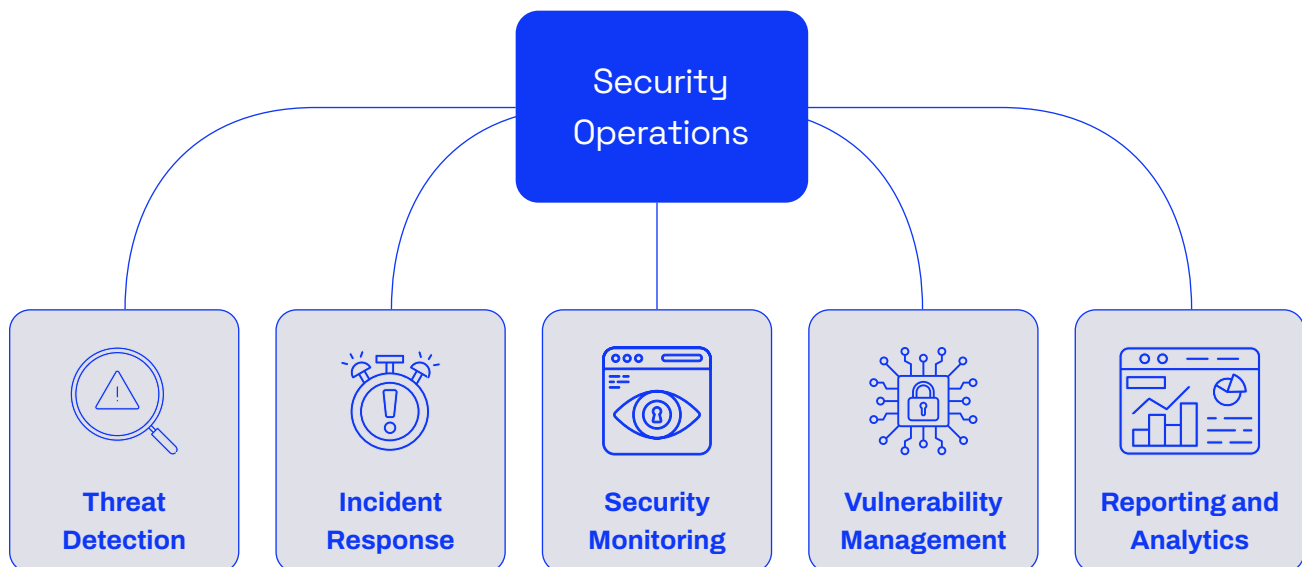 Security
Operations
Threat
Detection
Incident
Response
Security
Monitoring
Vulnerability
Management
Reporting and
Analytics